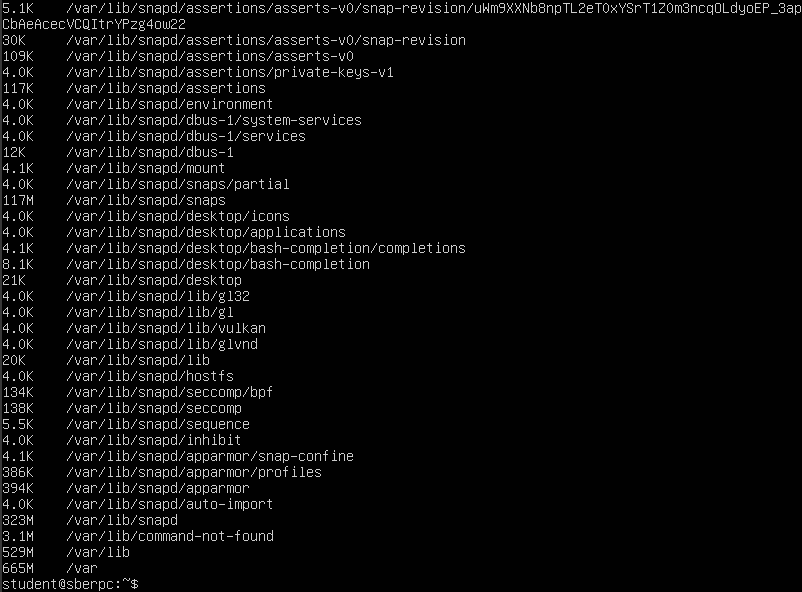 5.1K    /var/lib/snapd/assertions/asserts-v0/snap-revision/uWm9XXNb8npTL2eT0xYSrT1Z0m3ncqOLdyoEP_3ap
CbAeAcecVCQItrYPzg4ow22
30K     /var/lib/snapd/assertions/asserts-v0/snap-revision
109K    /var/lib/snapd/assertions/asserts-v0
4.0K    /var/lib/snapd/assertions/private-keys-v1
117K    /var/lib/snapd/assertions
4.0K    /var/lib/snapd/environment
4.0K    /var/lib/snapd/dbus-1/system-services
4.0K    /var/lib/snapd/dbus-1/services
12K     /var/lib/snapd/dbus-1
4.1K    /var/lib/snapd/mount
4.0K    /var/lib/snapd/snaps/partial
117M    /var/lib/snapd/snaps
4.0K    /var/lib/snapd/desktop/icons
4.0K    /var/lib/snapd/desktop/applications
4.1K    /var/lib/snapd/desktop/bash-completion/completions
8.1K    /var/lib/snapd/desktop/bash-completion
21K     /var/lib/snapd/desktop
4.0K    /var/lib/snapd/lib/gl32
4.0K    /var/lib/snapd/lib/gl
4.0K    /var/lib/snapd/lib/vulkan
4.0K    /var/lib/snapd/lib/glvnd
20K     /var/lib/snapd/lib
4.0K    /var/lib/snapd/hostfs
134K    /var/lib/snapd/seccomp/bpf
138K    /var/lib/snapd/seccomp
5.5K    /var/lib/snapd/sequence
4.0K    /var/lib/snapd/inhibit
4.1K    /var/lib/snapd/apparmor/snap-confine
386K    /var/lib/snapd/apparmor/profiles
394K    /var/lib/snapd/apparmor
4.0K    /var/lib/snapd/auto-import
323M    /var/lib/snapd
3.1M    /var/lib/command-not-found
529M    /var/lib
665M    /var
student@sberpc:~$